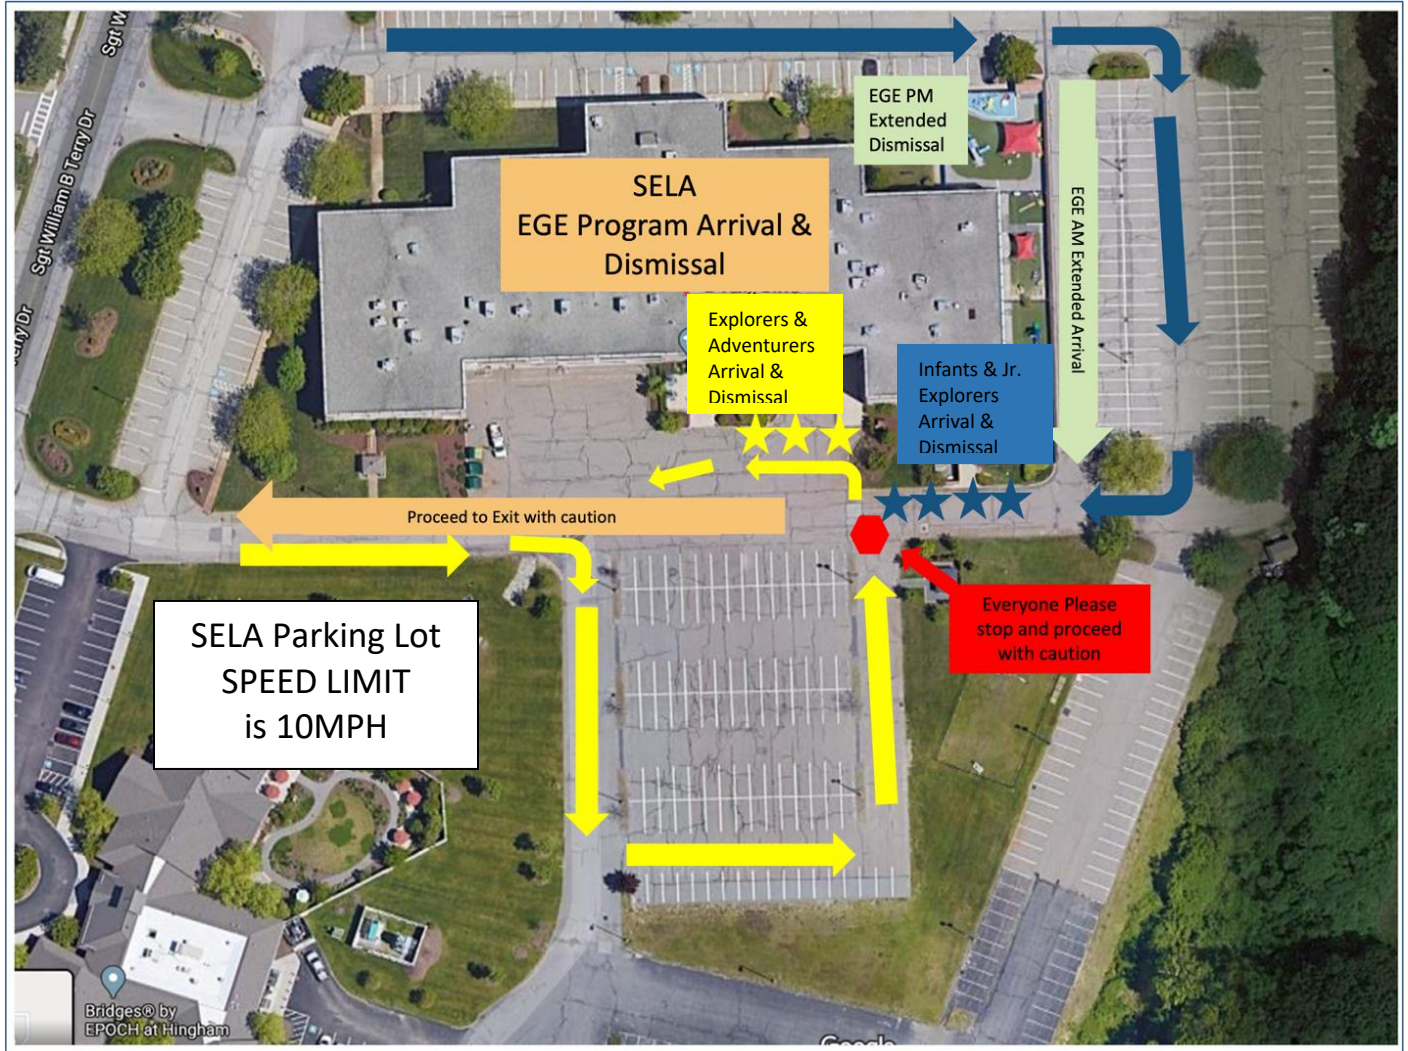 Sgt W
Sgt William B Terry Dr
erry Dr
EGE PM
Extended
Dismissal
SELA
EGE Program Arrival &
Dismissal
EGE AM Extended Arrival
Explorers &
Adventurers
Arrival &
Dismissal
Infants & Jr.
Explorers
Arrival &
Dismissal
Proceed to Exit with caution
Everyone Please
stop and proceed
with caution
SELA Parking Lot
SPEED LIMIT
is 10MPH
Bridges® by
EPOCH at Hingham
Google